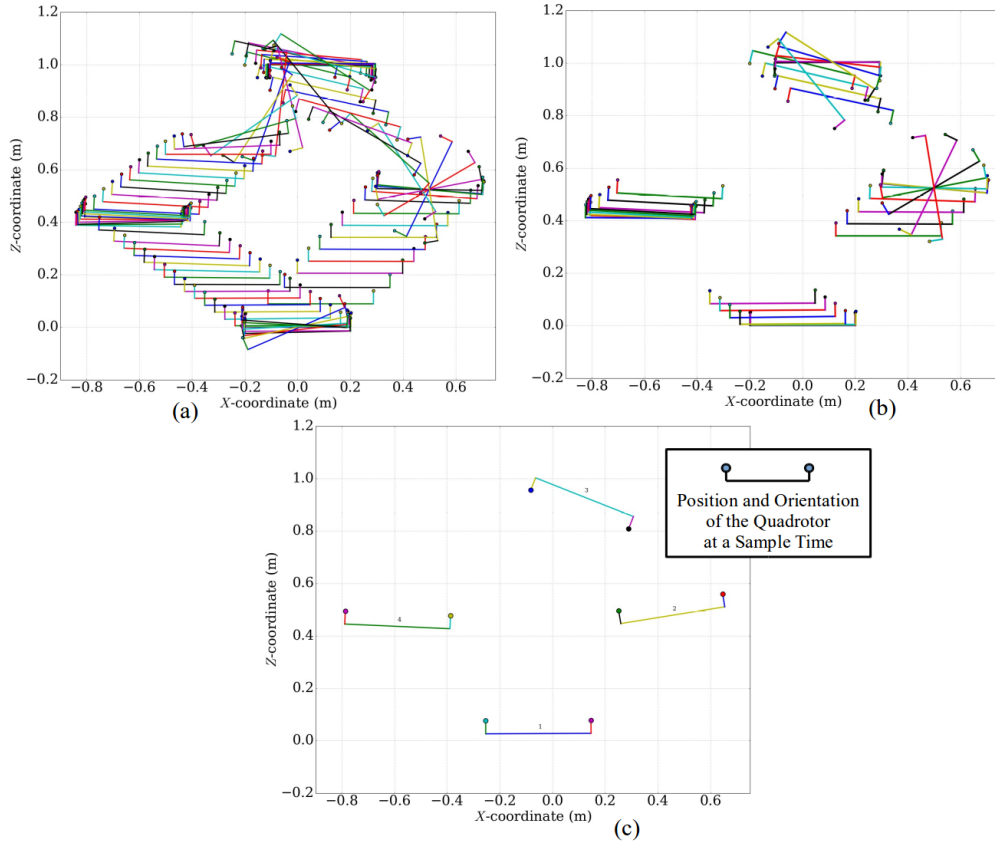 1.2
1.0
0.8
0.6
0.4
0.2
0.0
−0.2
Z-coordinate (m)
−0.8 −0.6 −0.4 −0.2 0.0 0.2 0.4 0.6
X-coordinate (m)
(a)
1.2
1.0
0.8
0.6
0.4
0.2
0.0
−0.2
Z-coordinate (m)
−0.8 −0.6 −0.4 −0.2 0.0 0.2 0.4 0.6
X-coordinate (m)
(b)
1.2
1.0
0.8
0.6
0.4
0.2
0.0
−0.2
Z-coordinate (m)
3
4
2
1
−0.8 −0.6 −0.4 −0.2 0.0 0.2 0.4 0.6
X-coordinate (m)
(c)
Position and Orientation
of the Quadrotor
at a Sample Time